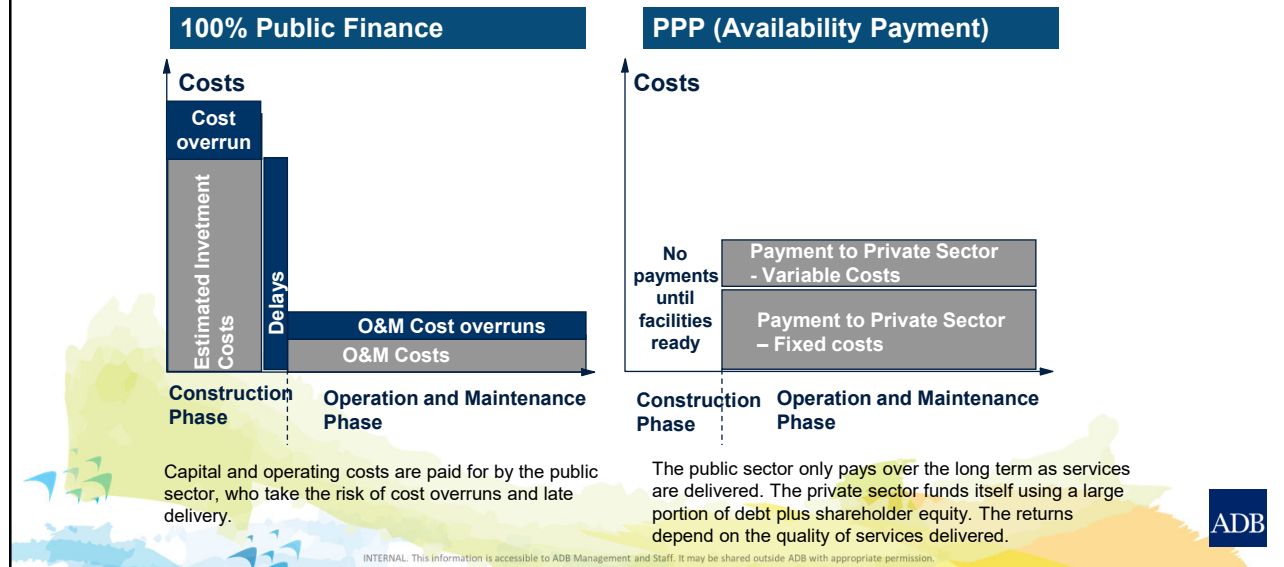 100% Public Finance
Costs
Cost
overrun
Estimated Invetment
Costs
Delays
O&M Cost overruns
O&M Costs
Construction
Phase
Operation and Maintenance
Phase
Capital and operating costs are paid for by the public
sector, who take the risk of cost overruns and late
delivery.
PPP (Availability Payment)
Costs
No
payments
until
facilities
ready
Payment to Private Sector
- Variable Costs
Payment to Private Sector
– Fixed costs
Construction
Phase
Operation and Maintenance
Phase
The public sector only pays over the long term as services
are delivered. The private sector funds itself using a large
portion of debt plus shareholder equity. The returns
depend on the quality of services delivered.
ADB
INTERNAL. This information is accessible to ADB Management and Staff. It may be shared outside ADB with appropriate permission.